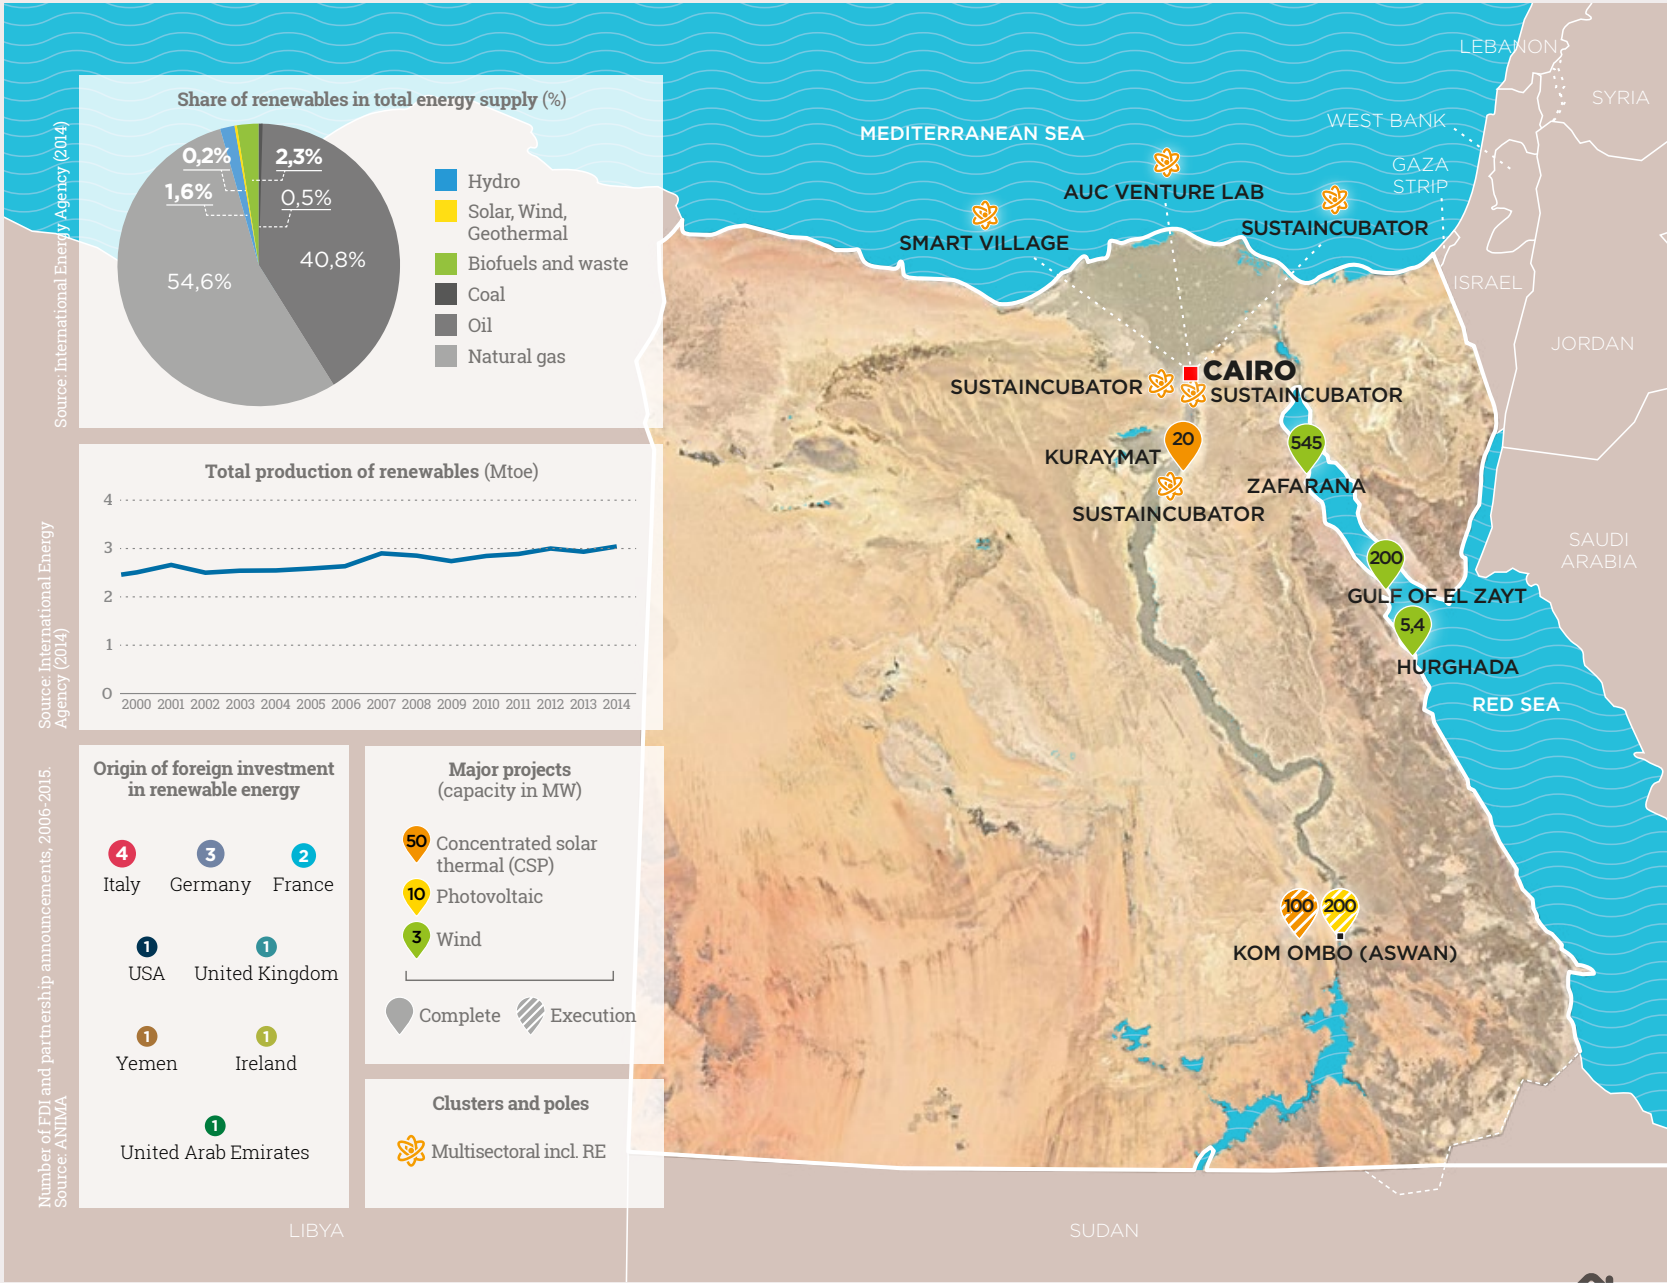 Share of renewables in total energy supply (%)
0,2%
2,3%
1,6%
0,5%
40,8%
54,6%
Hydro
Solar, Wind,
Geothermal
Biofuels and waste
Coal
Oil
Natural gas
Source: International Energy Agency (2014)
Total production of renewables (Mtoe)
4
3
2
1
0
2000 2001 2002 2003 2004 2005 2006 2007 2008 2009 2010 2011 2012 2013 2014
Source: International Energy
Agency (2014)
Origin of foreign investment
in renewable energy
4
3
2
Italy
Germany
France
1
1
USA
United Kingdom
1
1
Yemen
Ireland
1
United Arab Emirates
Number of FDI and partnership announcements, 2006-2015.
Source: ANIMA
Major projects
(capacity in MW)
50
Concentrated solar
thermal (CSP)
10
Photovoltaic
3
Wind
Complete
Execution
Clusters and poles
Multisectoral incl. RE
LEBANON
SYRIA
WEST BANK
MEDITERRANEAN SEA
GAZA
STRIP
AUC VENTURE LAB
SUSTAINCUBATOR
SMART VILLAGE
ISRAEL
JORDAN
CAIRO
SUSTAINCUBATOR
SUSTAINCUBATOR
20
545
KURAYMAT
ZAFARANA
SUSTAINCUBATOR
SAUDI
ARABIA
200
GULF OF EL ZAYT
5,4
HURGHADA
RED SEA
100
200
KOM OMBO (ASWAN)
LIBYA
SUDAN